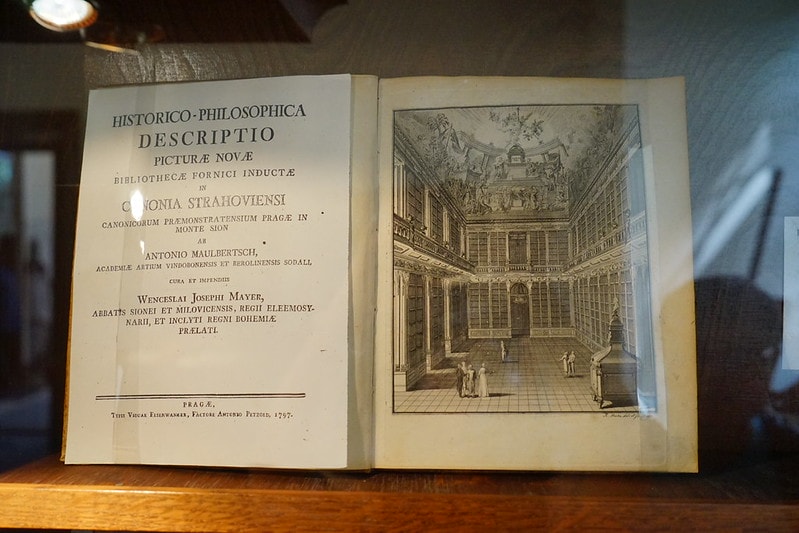 HISTORICO-PHILOSOPHICA
DESCRIPTIO
PICTURÆ NOVÆ
BIBLIOTHECÆ FORNICI INDUCTÆ
IN
CANONIA STRAHOVIENSI
CANONICORUM PRÆMONSTRATENSIUM PRAGÆ IN
MONTE SION
AB
ANTONIO MAULBERTSCH,
ACADEMIÆ ARTIUM VINDOBONENSIS ET BEROLINENSIS SODALI,
CURA ET IMPENDIIS
WENCESLAI JOSEPHI MAYER,
ABBATIS SIONEI ET MILOVICENSIS, REGII ELEEMOSY-
NARII, ET INCLYTI REGNI BOHEMIÆ
PRÆLATI.
PRAGÆ,
TYPIS VIDUAE ELSENWANGER, FACTORE ANTONIO PETZOLD, 1797.